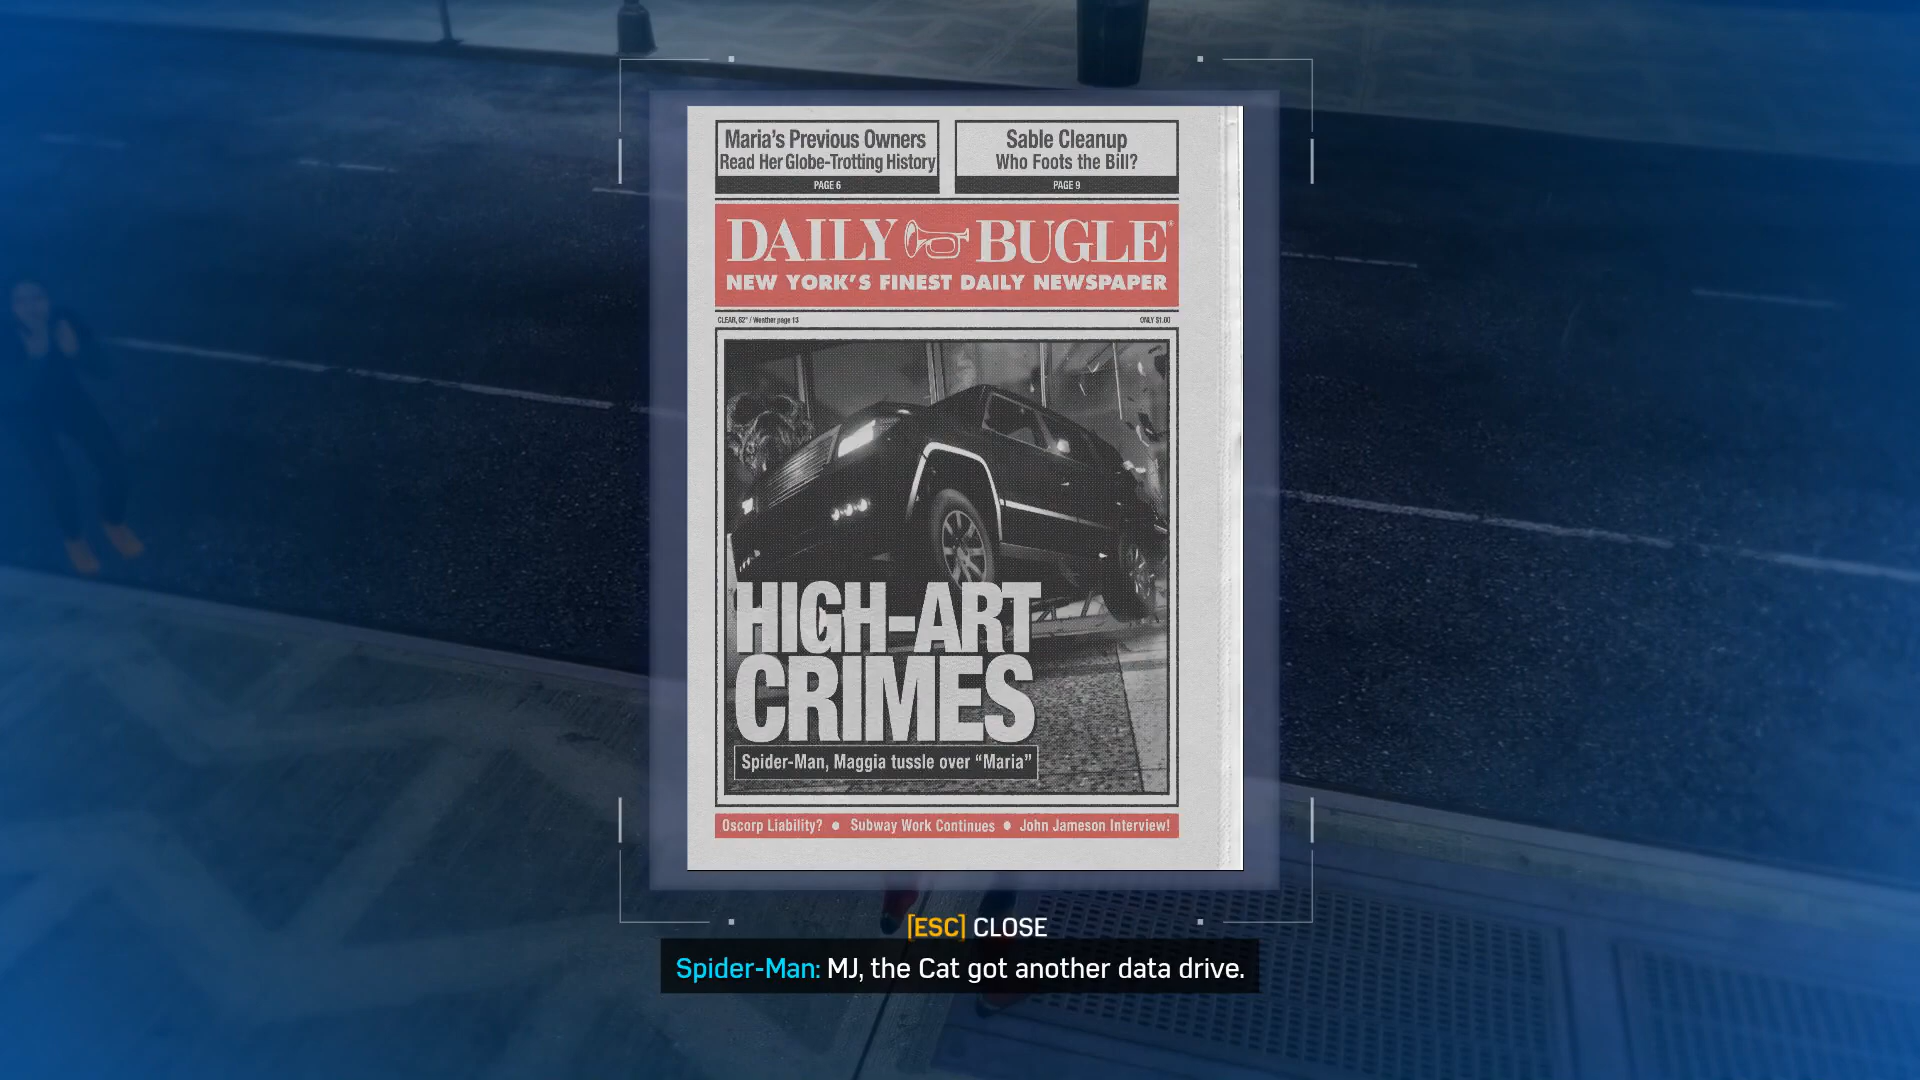 Maria's Previous Owners
Read Her Globe-Trotting History
PAGE 6
Sable Cleanup
Who Foots the Bill?
PAGE 9
DAILY BUGLE
NEW YORK'S FINEST DAILY NEWSPAPER
CLEAR, 62° / Weather page 13
ONLY $1.00
HIGH-ART
CRIMES
Spider-Man, Maggia tussle over “Maria”
Oscorp Liability? ● Subway Work Continues ● John Jameson Interview!
[ESC] CLOSE
Spider-Man: MJ, the Cat got another data drive.